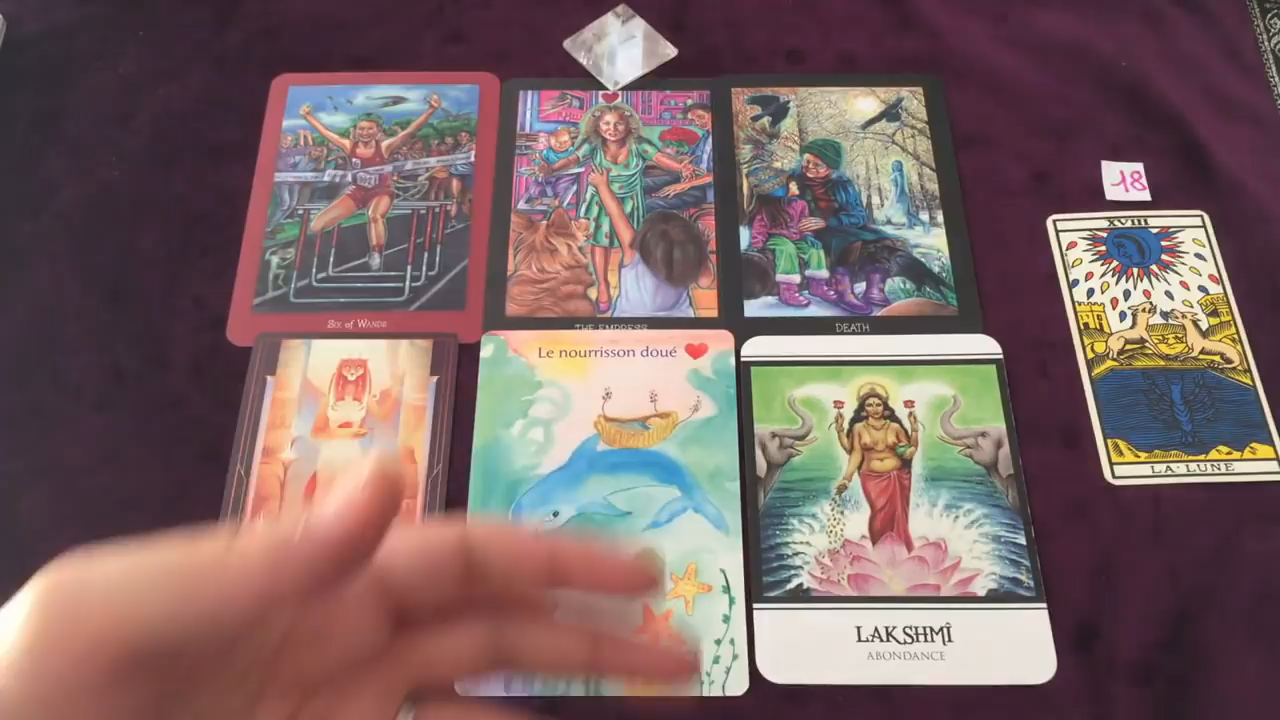 18
XVIII
SIX of WANDS
THE EMPRESS
DEATH
Le nourrisson doué
LA·LUNE
LAKSHMÎ
ABONDANCE